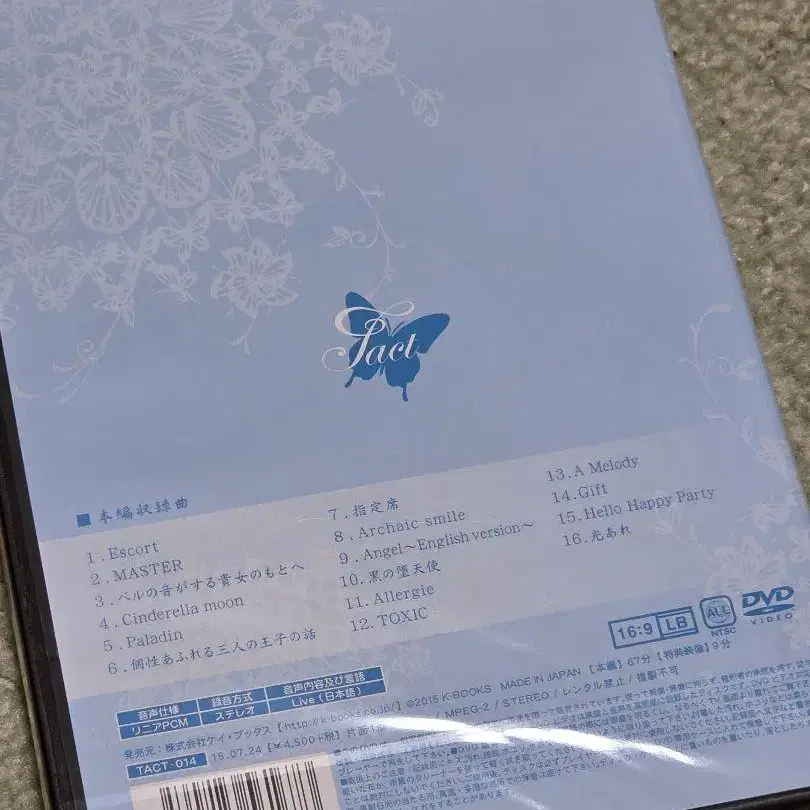 Tact
■ 本編収録曲
1. Escort
2. MASTER
3. ベルの音がする貴女のもとへ
4. Cinderella moon
5. Paladin
6. 個性あふれる三人の王子の話
7. 指定席
8. Archaic smile
9. Angel～English version～
10. 黒の堕天使
11. Allergie
12. TOXIC
13. A Melody
14. Gift
15. Hello Happy Party
16. 光あれ
16:9 LB ALL NTSC DVD VIDEO
音声仕様 録音方式 音声内容及び言語
リニアPCM ステレオ Live (日本語)
発売元：株式会社ケイ・ブックス【http://k-books.co.jp/】 ©2015 K-BOOKS MADE IN JAPAN 【本編】67分【特典映像】9分
TACT-014 15.07.24【¥4,500+税】 片面 / MPEG-2 / STEREO / レンタル禁止 / 複製不可